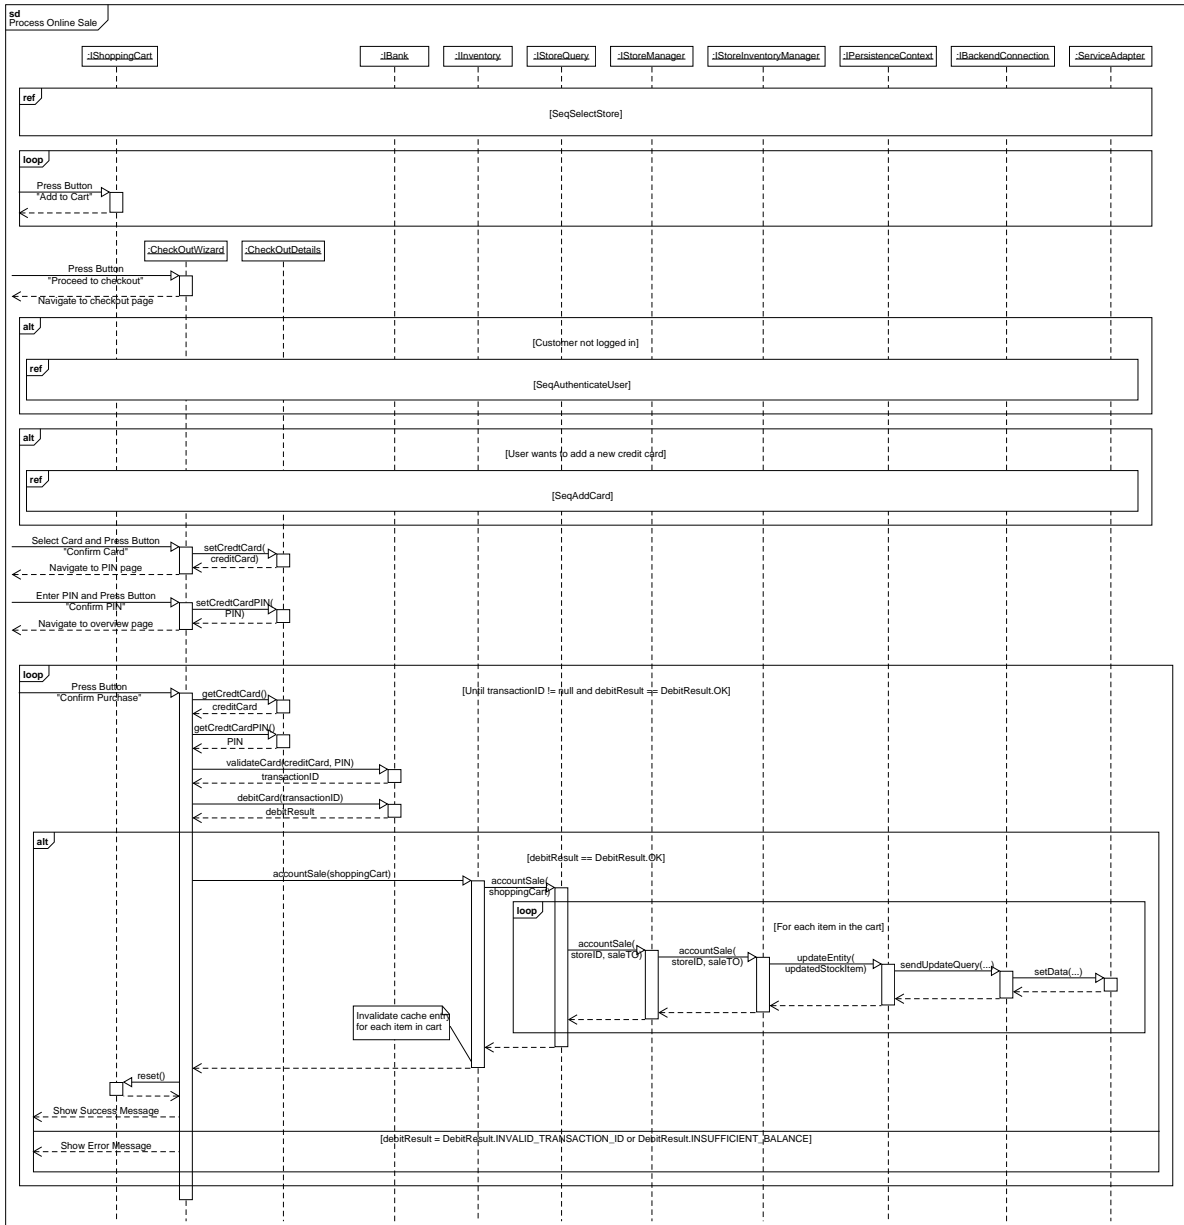 sd
Process Online Sale
:IShoppingCart
:IBank
:IInventory
:IStoreQuery
:IStoreManager
:IStoreInventoryManager
:IPersistenceContext
:IBackendConnection
:ServiceAdapter
ref
[SeqSelectStore]
loop
Press Button
"Add to Cart"
:CheckOutWizard
:CheckOutDetails
Press Button
"Proceed to checkout"
Navigate to checkout page
alt
[Customer not logged in]
ref
[SeqAuthenticateUser]
alt
[User wants to add a new credit card]
ref
[SeqAddCard]
Select Card and Press Button
"Confirm Card"
setCredtCard(
creditCard)
Navigate to PIN page
Enter PIN and Press Button
"Confirm PIN"
setCredtCardPIN(
PIN)
Navigate to overview page
loop
Press Button
"Confirm Purchase"
[Until transactionID != null and debitResult == DebitResult.OK]
getCredtCard()
creditCard
getCredtCardPIN()
PIN
validateCard(creditCard, PIN)
transactionID
debitCard(transactionID)
debitResult
alt
[debitResult == DebitResult.OK]
accountSale(shoppingCart)
accountSale(
shoppingCart)
loop
[For each item in the cart]
accountSale(
storeID, saleTO)
accountSale(
storeID, saleTO)
updateEntity(
updatedStockItem)
sendUpdateQuery(...)
setData(...)
Invalidate cache entry
for each item in cart
reset()
Show Success Message
[debitResult = DebitResult.INVALID_TRANSACTION_ID or DebitResult.INSUFFICIENT_BALANCE]
Show Error Message